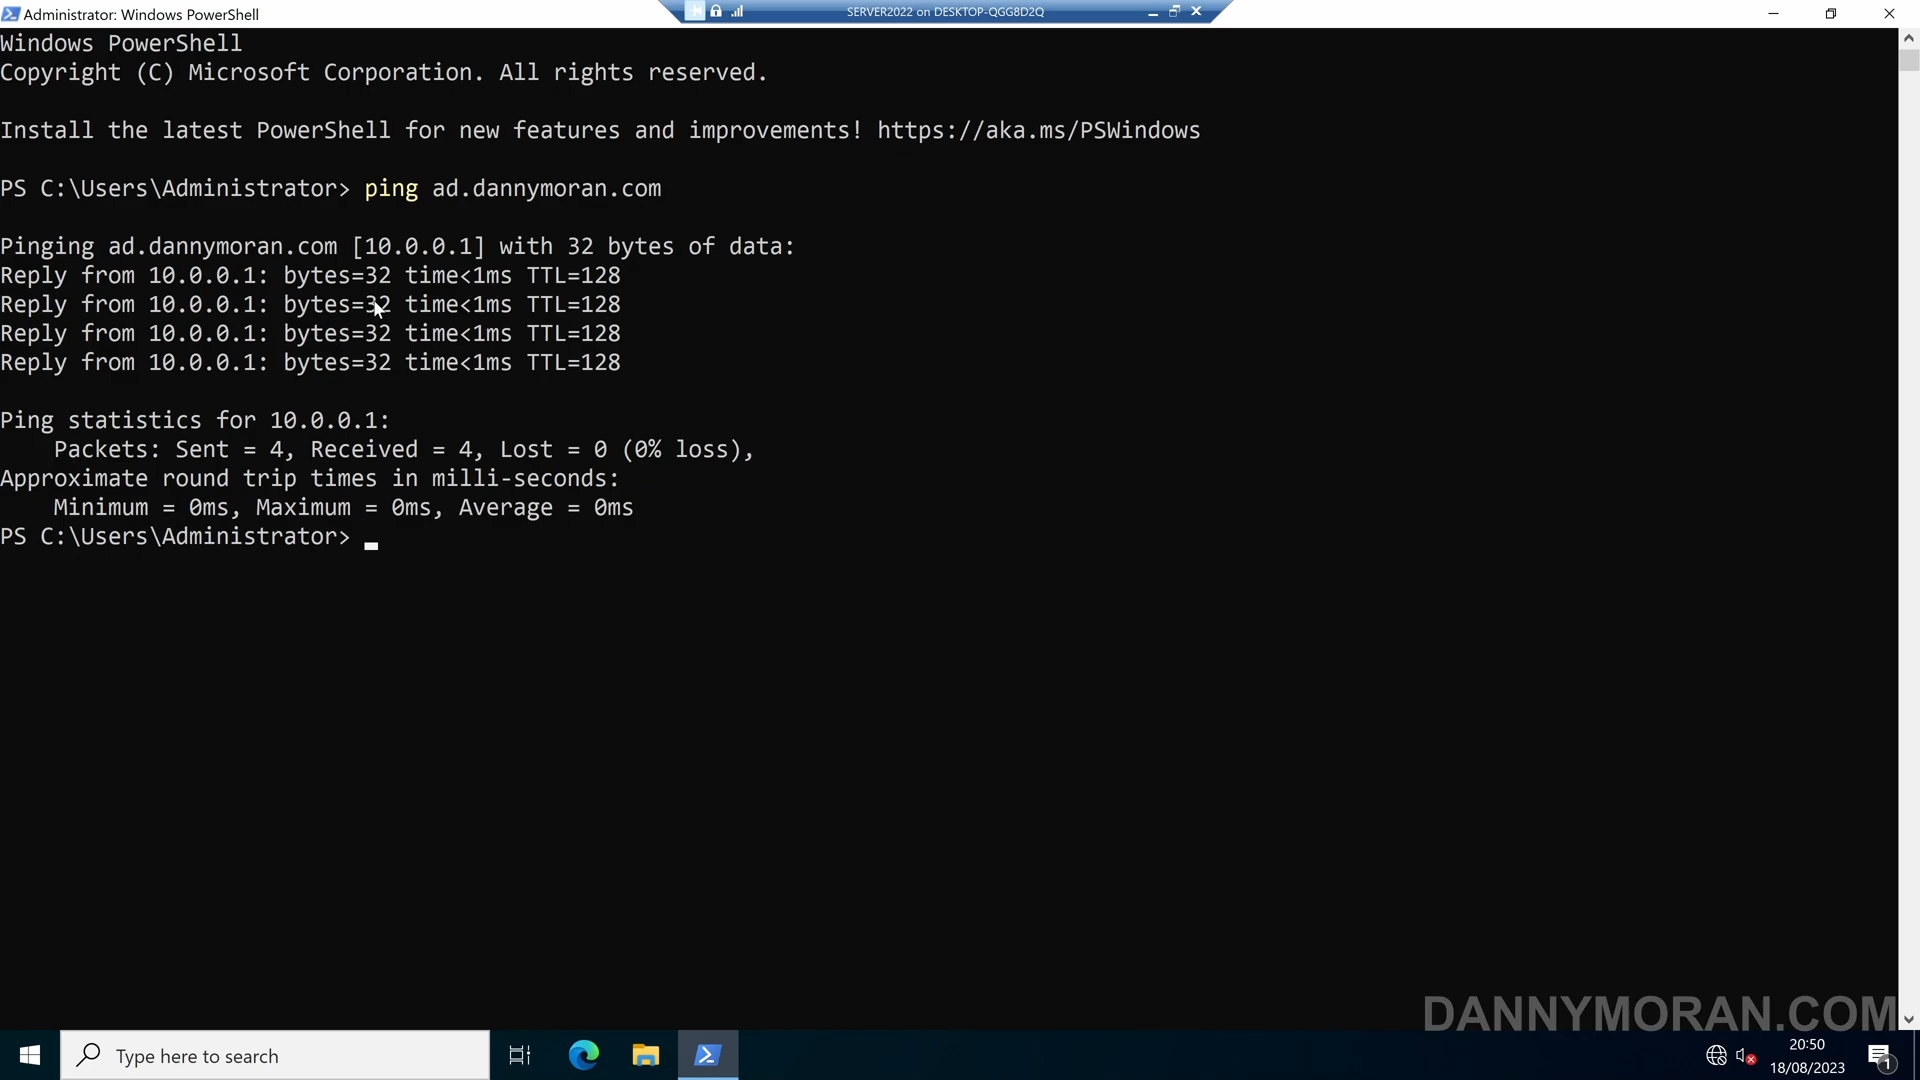 Administrator: Windows PowerShell
SERVER2022 on DESKTOP-QGG8D2Q
Windows PowerShell
Copyright (C) Microsoft Corporation. All rights reserved.
Install the latest PowerShell for new features and improvements! https://aka.ms/PSWindows
PS C:\Users\Administrator> ping ad.dannymoran.com
Pinging ad.dannymoran.com [10.0.0.1] with 32 bytes of data:
Reply from 10.0.0.1: bytes=32 time<1ms TTL=128
Reply from 10.0.0.1: bytes=32 time<1ms TTL=128
Reply from 10.0.0.1: bytes=32 time<1ms TTL=128
Reply from 10.0.0.1: bytes=32 time<1ms TTL=128
Ping statistics for 10.0.0.1:
    Packets: Sent = 4, Received = 4, Lost = 0 (0% loss),
Approximate round trip times in milli-seconds:
    Minimum = 0ms, Maximum = 0ms, Average = 0ms
PS C:\Users\Administrator>
DANNYMORAN.COM
Type here to search
20:50
18/08/2023
1